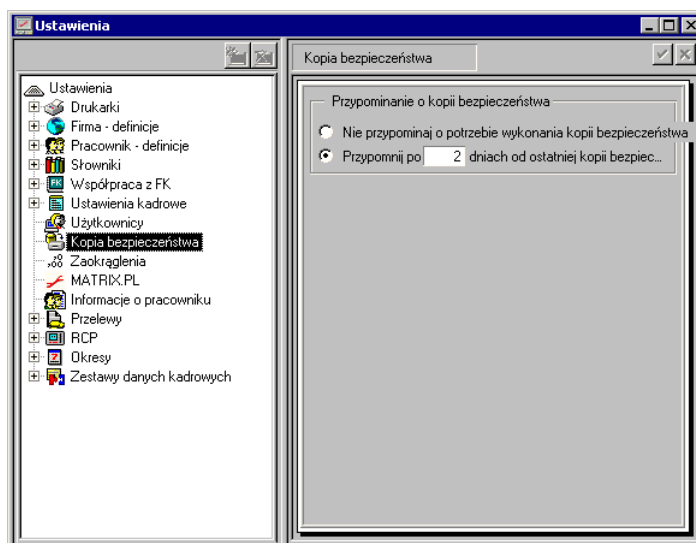 Ustawienia
Kopia bezpieczeństwa
Ustawienia
Drukarki
Firma - definicje
Pracownik - definicje
Słowniki
FK
Współpraca z FK
Ustawienia kadrowe
Użytkownicy
Kopia bezpieczeństwa
Zaokrąglenia
MATRIX.PL
Informacje o pracowniku
Przelewy
RCP
Okresy
Zestawy danych kadrowych
Przypominanie o kopii bezpieczeństwa
Nie przypominaj o potrzebie wykonania kopii bezpieczeństwa
Przypomnij po 2 dniach od ostatniej kopii bezpiec...